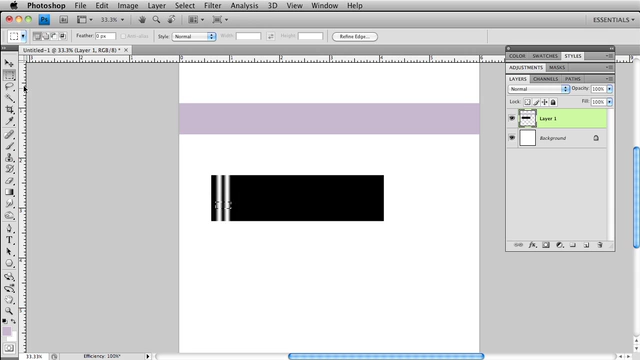 Photoshop File Edit Image Layer Select Filter Analysis 3D View Window Help
33.3% ESSENTIALS
Feather: 0 px Anti-alias Style: Normal Width: Height: Refine Edge...
Untitled-1 @ 33.3% (Layer 1, RGB/8) *
COLOR SWATCHES STYLES
ADJUSTMENTS MASKS
LAYERS CHANNELS PATHS
Normal Opacity: 100%
Lock: Fill: 100%
Layer 1
Background
33.33% Efficiency: 100%*